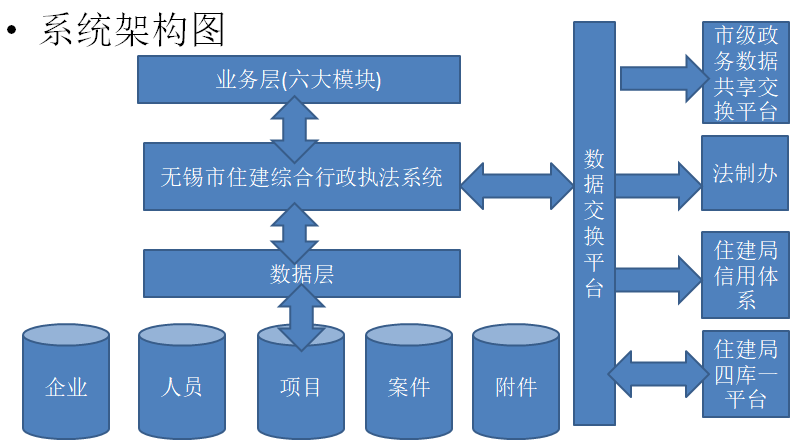 • 系统架构图
业务层(六大模块)
无锡市住建综合行政执法系统
数据层
企业
人员
项目
案件
附件
数
据
交
换
平
台
市级政
务数据
共享交
换平台
法制办
住建局
信用体
系
住建局
四库一
平台